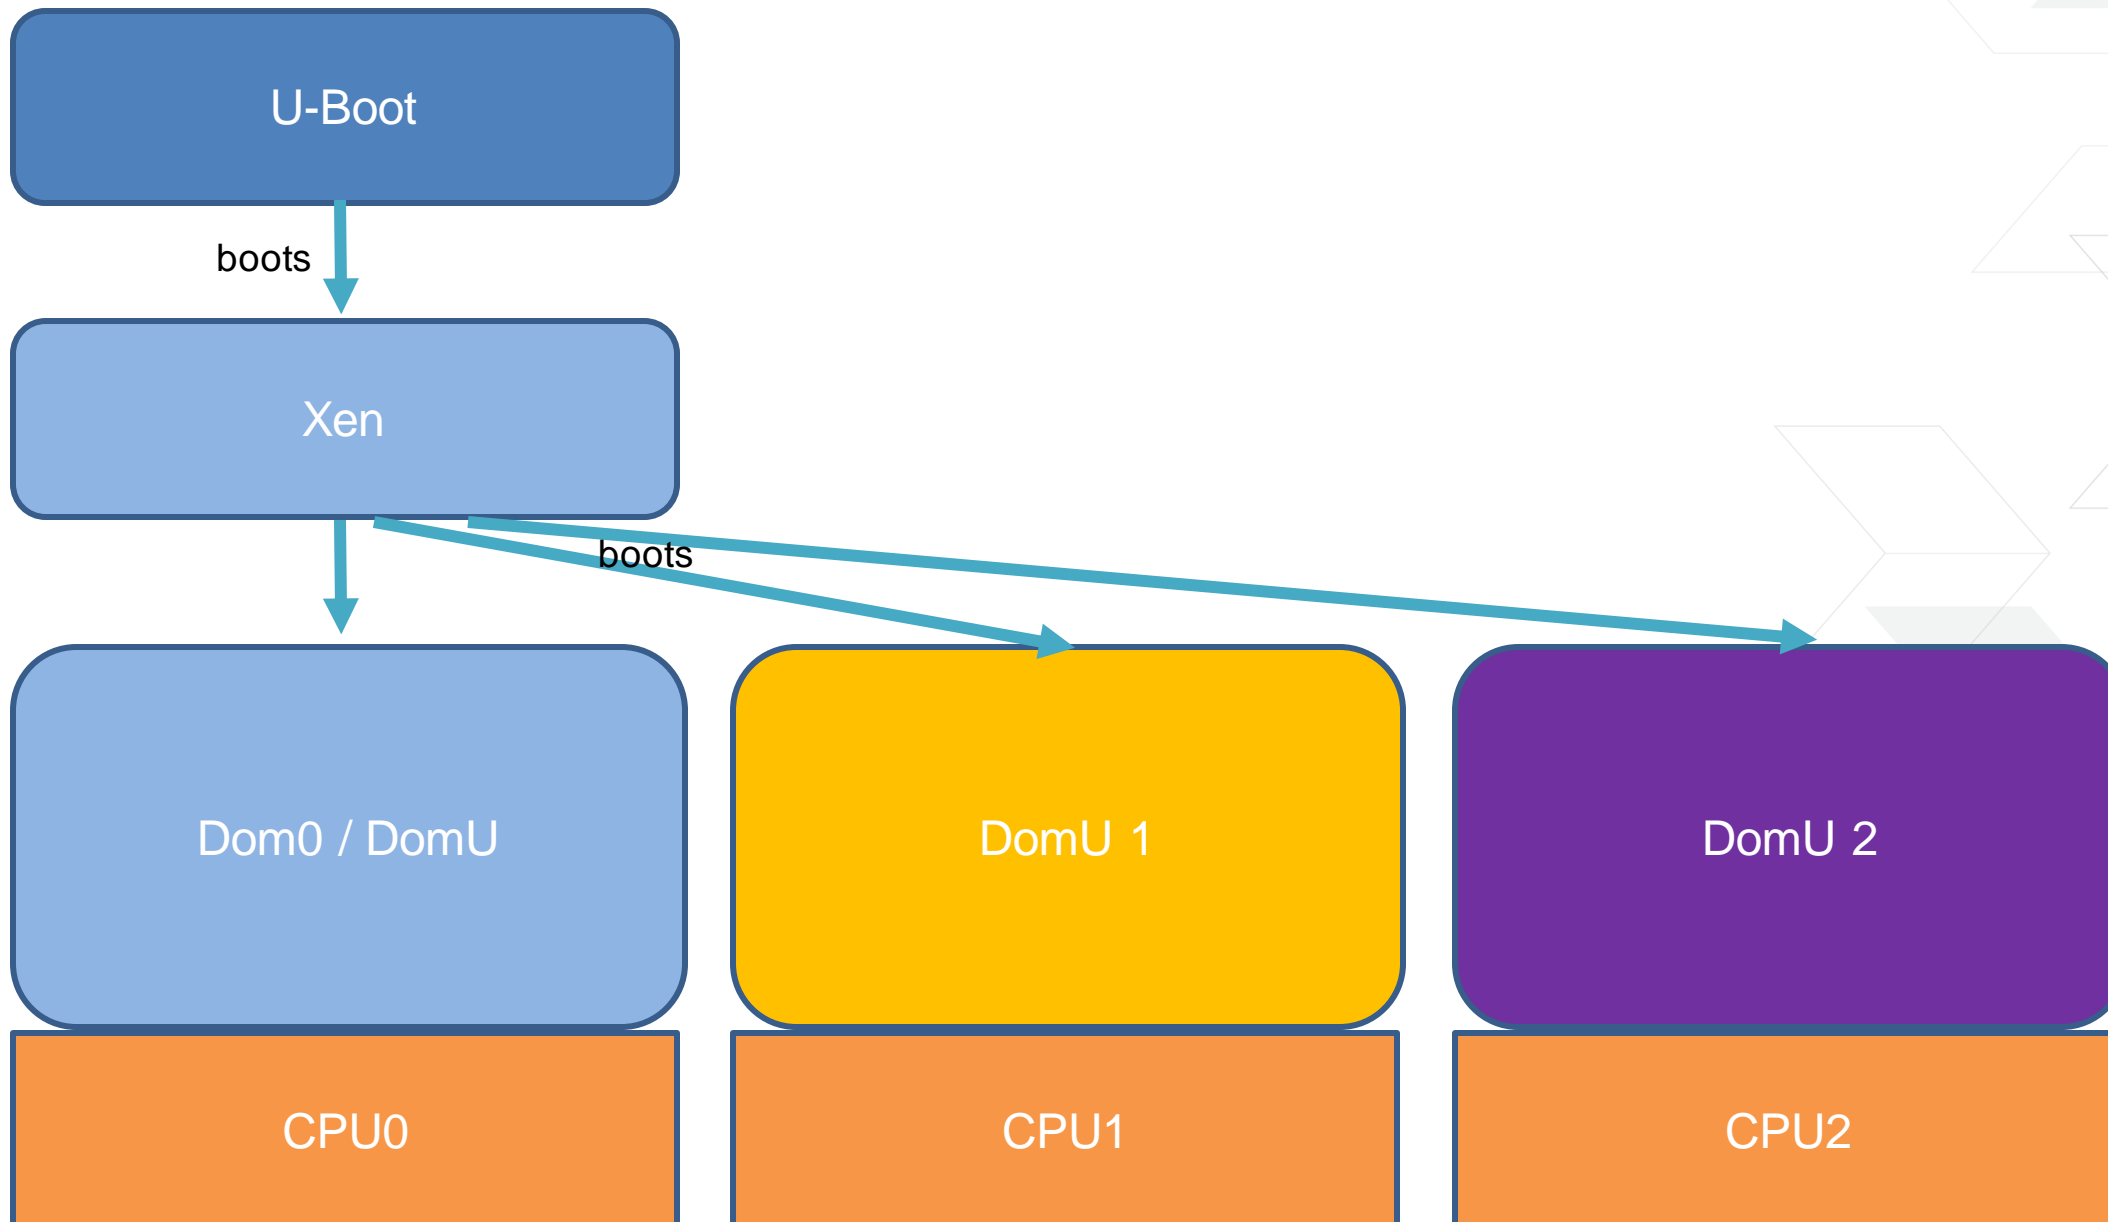 U-Boot
boots
Xen
boots
Dom0 / DomU
DomU 1
DomU 2
CPU0
CPU1
CPU2